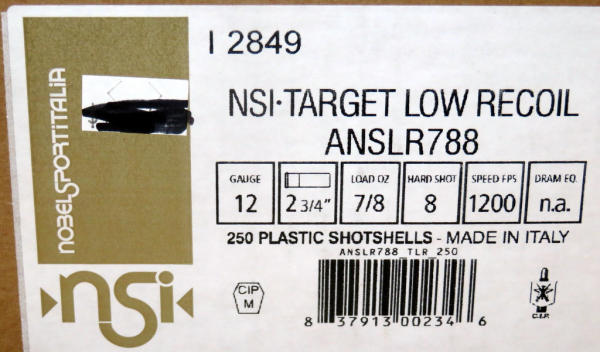 I 2849
NOBELSPORTITALIA
NSI·TARGET LOW RECOIL
ANSLR788
GAUGE LOAD OZ HARD SHOT SPEED FPS DRAM EQ.
12 2 3/4" 7/8 8 1200 n.a.
250 PLASTIC SHOTSHELLS - MADE IN ITALY
ANSLR788 TLR 250
nsi
CIP
M
8 37913 00234 6
C.I.P.